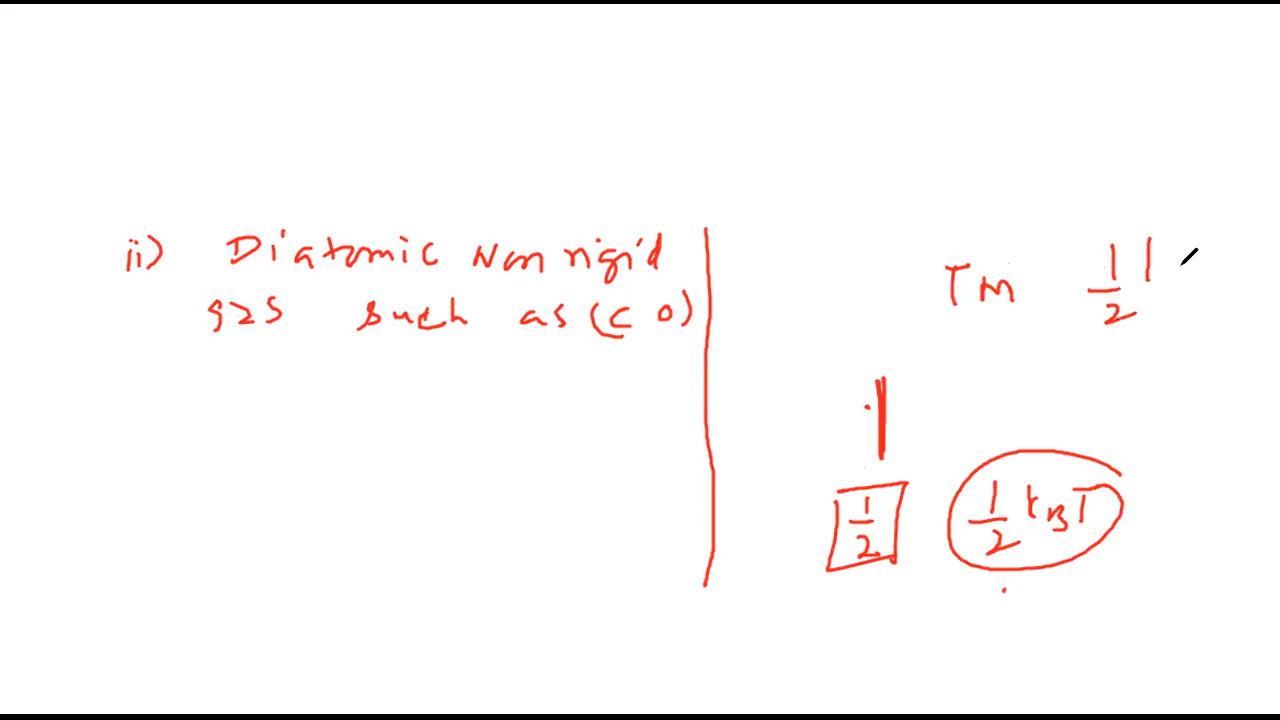 ii) Diatomic Non rigid
gas such as (CO)
TM 1/2
1/2 1/2 kBT